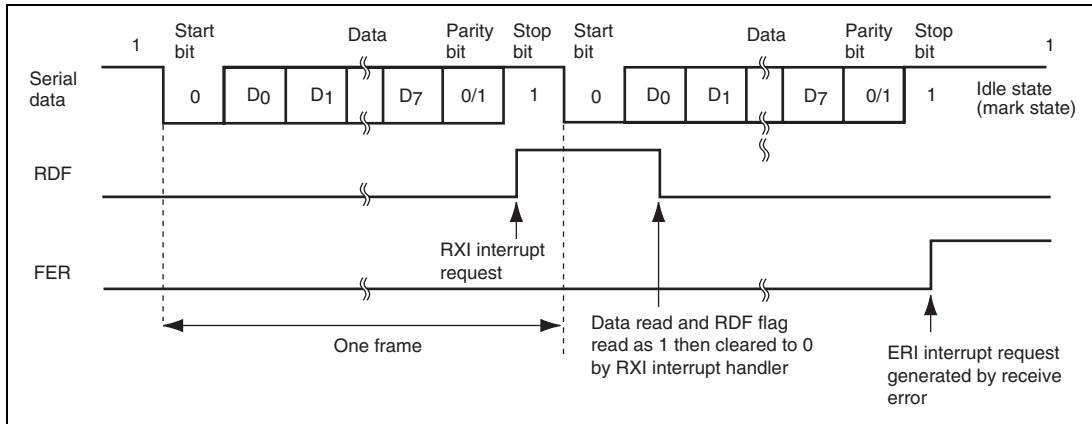 1 Start bit Data Parity bit Stop bit Start bit Data Parity bit Stop bit 1
Serial data 0 D0 D1 D7 0/1 1 0 D0 D1 D7 0/1 1 Idle state (mark state)
RDF
RXI interrupt
request
FER
One frame
Data read and RDF flag
read as 1 then cleared to 0
by RXI interrupt handler
ERI interrupt request
generated by receive
error